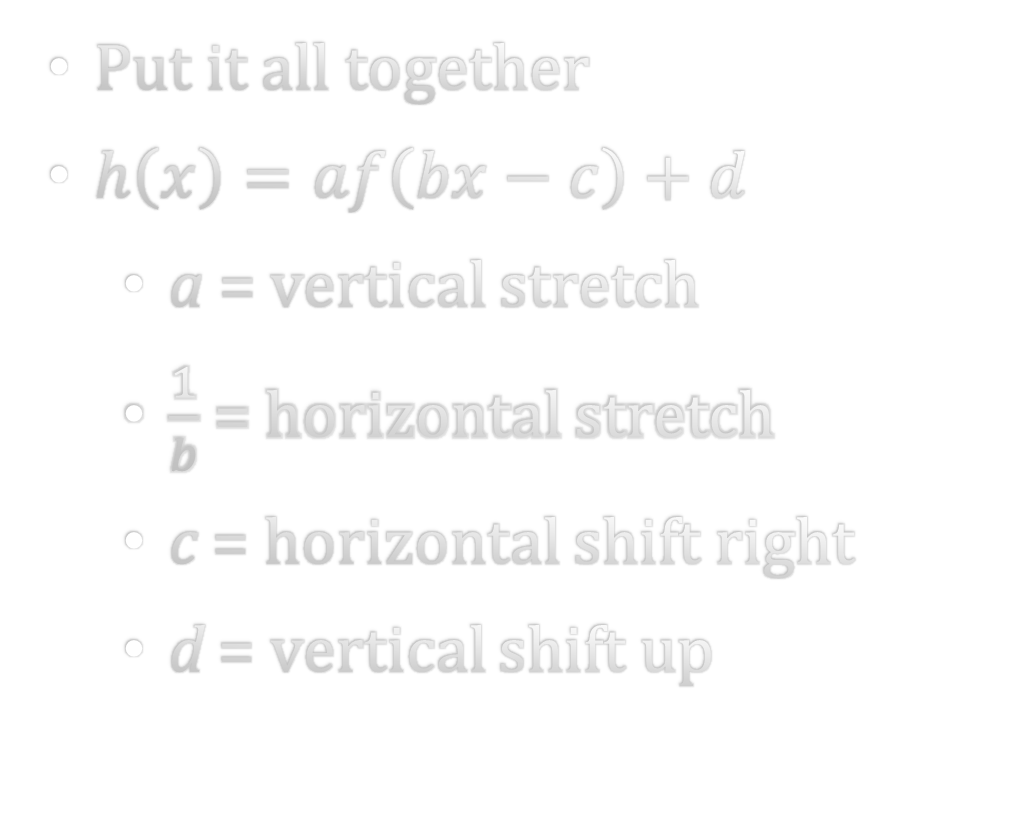 Put it all together
h(x) = af(bx − c) + d
a = vertical stretch
1/b = horizontal stretch
c = horizontal shift right
d = vertical shift up